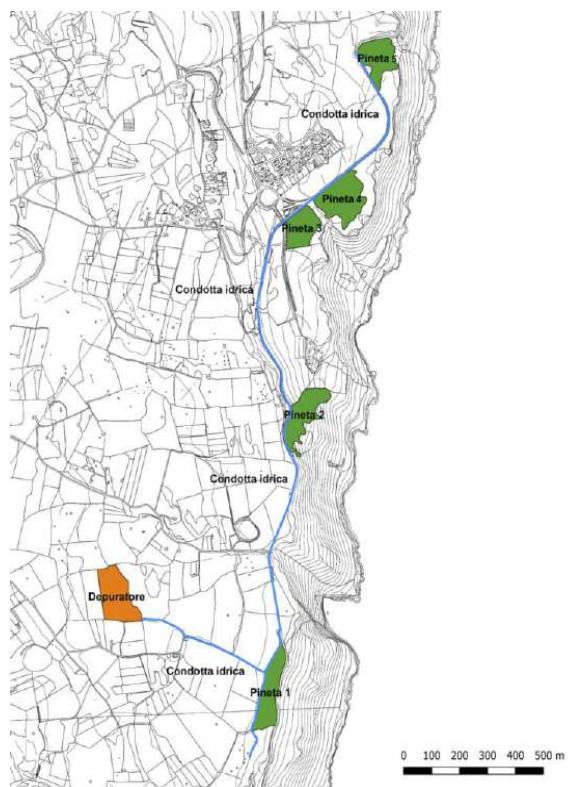 Pineta 5
Condotta idrica
Pineta 4
Pineta 3
Condotta idrica
Pineta 2
Condotta idrica
Depuratore
Condotta idrica
Pineta 1
0 100 200 300 400 500 m